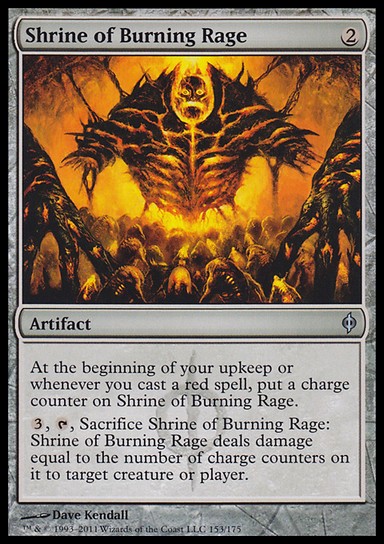 Shrine of Burning Rage 2
Artifact
At the beginning of your upkeep or
whenever you cast a red spell, put a charge
counter on Shrine of Burning Rage.
3, , Sacrifice Shrine of Burning Rage:
Shrine of Burning Rage deals damage
equal to the number of charge counters on
it to target creature or player.
Dave Kendall
™ & © 1993-2011 Wizards of the Coast LLC 153/175